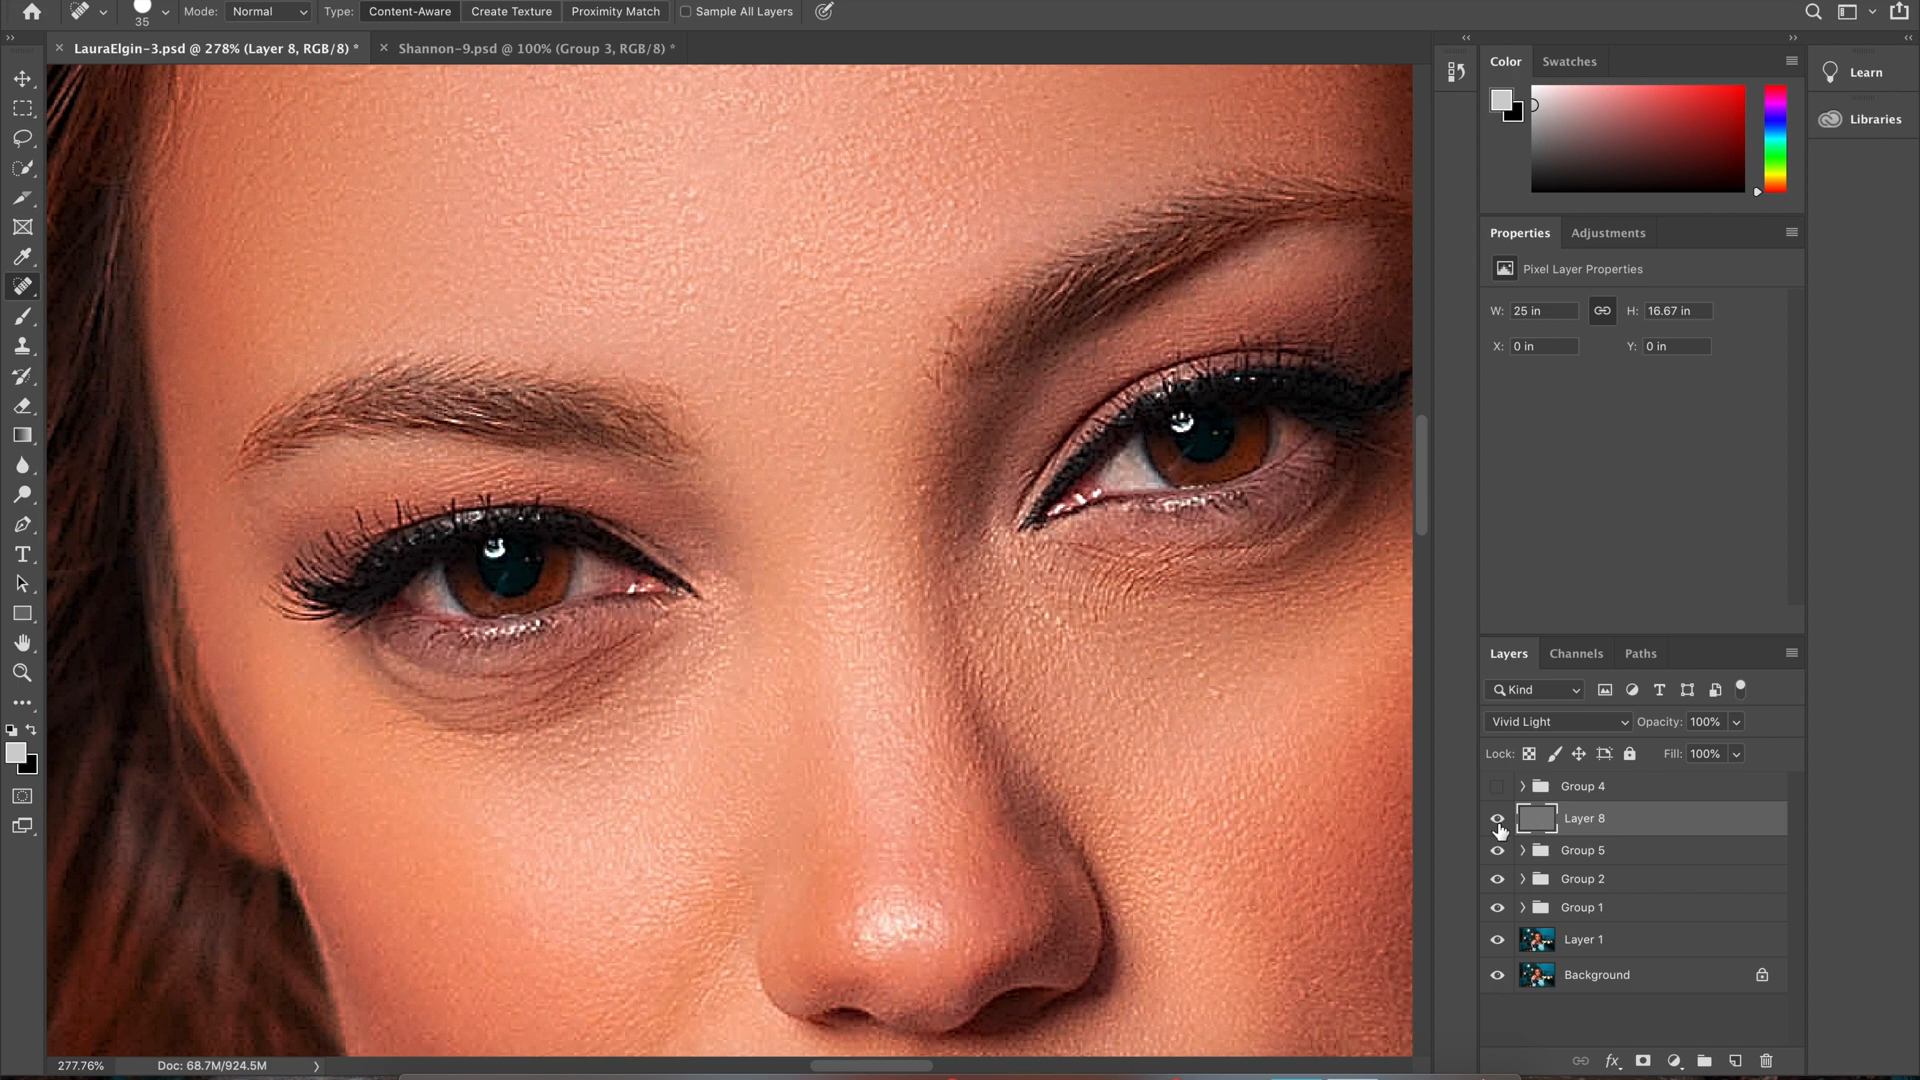 35 Mode: Normal Type: Content-Aware Create Texture Proximity Match Sample All Layers
LauraElgin-3.psd @ 278% (Layer 8, RGB/8) * Shannon-9.psd @ 100% (Group 3, RGB/8) *
Color Swatches
Learn
Libraries
Properties Adjustments
Pixel Layer Properties
W: 25 in H: 16.67 in
X: 0 in Y: 0 in
Layers Channels Paths
Kind
Vivid Light Opacity: 100%
Lock: Fill: 100%
Group 4
Layer 8
Group 5
Group 2
Group 1
Layer 1
Background
277.76% Doc: 68.7M/924.5M